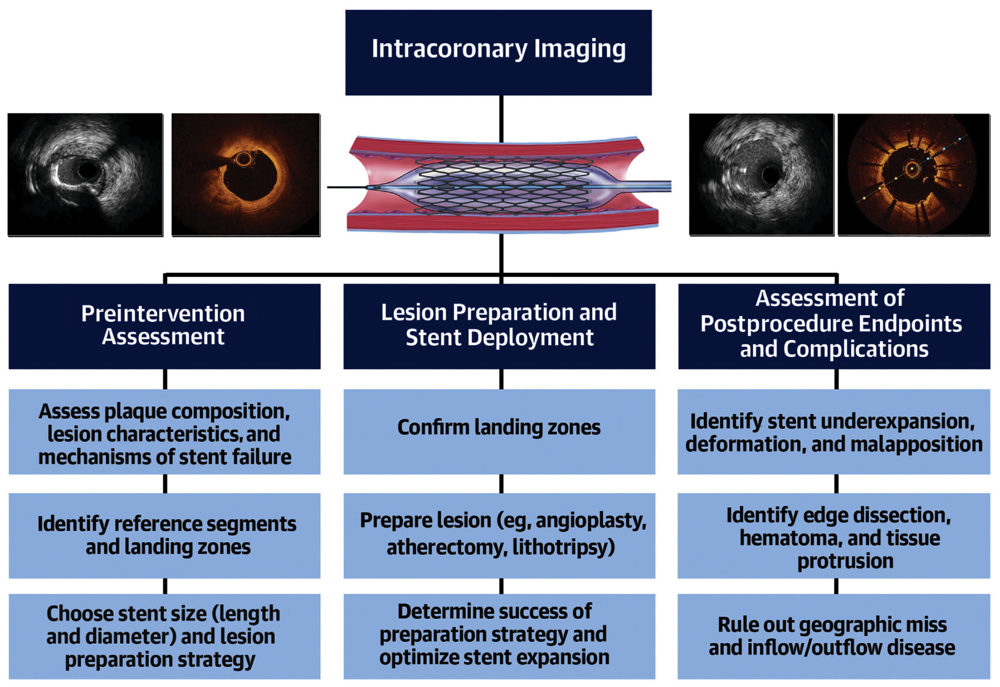 Intracoronary Imaging
Preintervention
Assessment
Assess plaque composition,
lesion characteristics, and
mechanisms of stent failure
Identify reference segments
and landing zones
Choose stent size (length
and diameter) and lesion
preparation strategy
Lesion Preparation and
Stent Deployment
Confirm landing zones
Prepare lesion (eg, angioplasty,
atherectomy, lithotripsy)
Determine success of
preparation strategy and
optimize stent expansion
Assessment of
Postprocedure Endpoints
and Complications
Identify stent underexpansion,
deformation, and malapposition
Identify edge dissection,
hematoma, and tissue
protrusion
Rule out geographic miss
and inflow/outflow disease